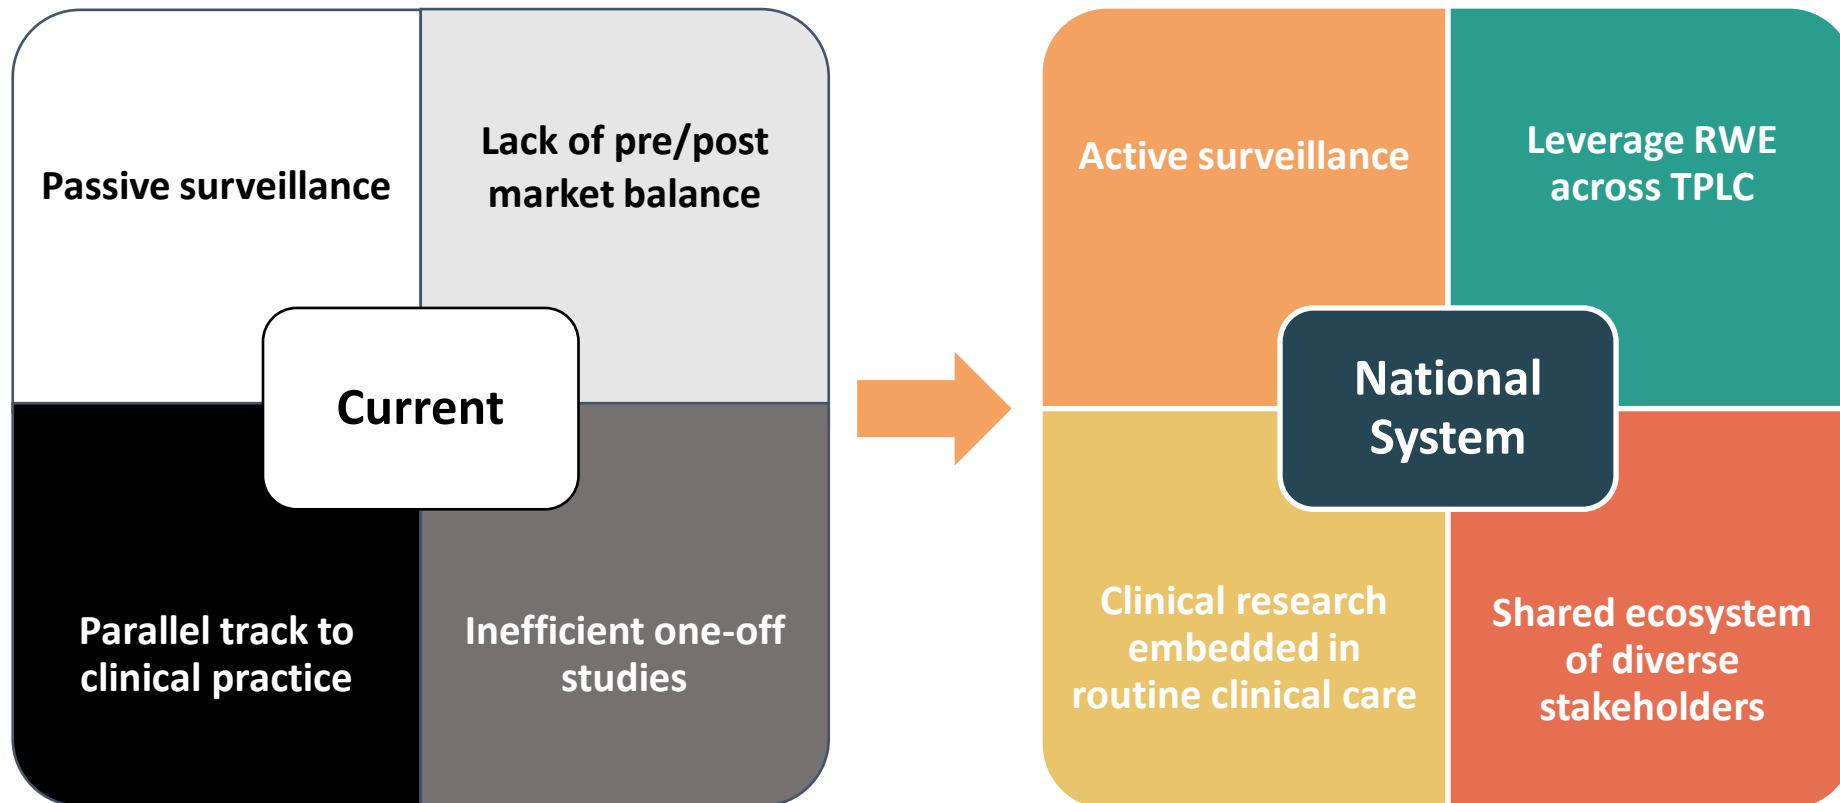 Passive surveillance
Lack of pre/post
market balance
Current
Parallel track to
clinical practice
Inefficient one-off
studies
Active surveillance
Leverage RWE
across TPLC
National
System
Clinical research
embedded in
routine clinical care
Shared ecosystem
of diverse
stakeholders